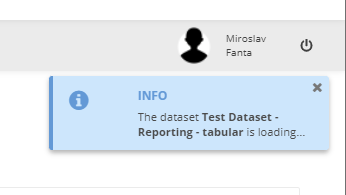 Miroslav
Fanta
INFO
The dataset Test Dataset -
Reporting - tabular is loading...